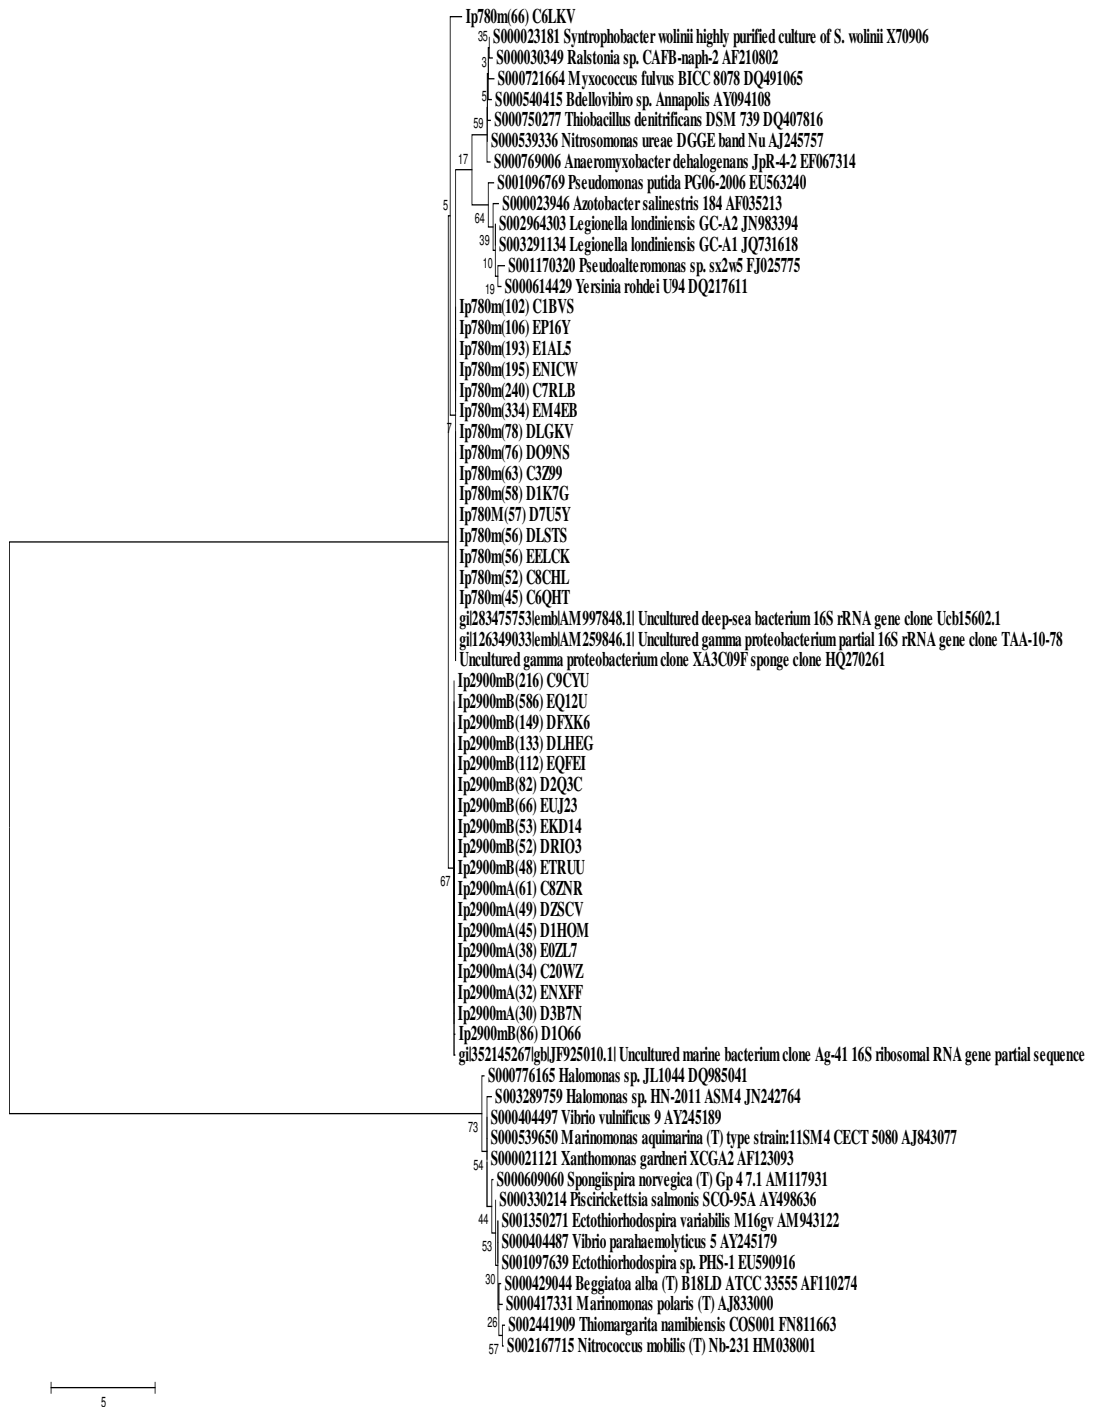 Ip780m(66) C6LKV
35
S000023181 Syntrophobacter wolinii highly purified culture of S. wolinii X70906
S000030349 Ralstonia sp. CAFB-naph-2 AF210802
3
S000721664 Myxococcus fulvus BICC 8078 DQ491065
5
S000540415 Bdellovibrio sp. Annapolis AY094108
S000750277 Thiobacillus denitrificans DSM 739 DQ407816
59
S000539336 Nitrosomonas ureae DGGE band Nu AJ245757
17
S000769006 Anaeromyxobacter dehalogenans JpR-4-2 EF067314
S001096769 Pseudomonas putida PG06-2006 EU563240
5
S000023946 Azotobacter salinestris 184 AF035213
64
S002964303 Legionella londiniensis GC-A2 JN983394
39
S003291134 Legionella londiniensis GC-A1 JQ731618
10
S001170320 Pseudoalteromonas sp. sx2w5 FJ025775
19
S000614429 Yersinia rohdei U94 DQ217611
Ip780m(102) C1BVS
Ip780m(106) EP16Y
Ip780m(193) E1AL5
Ip780m(195) ENICW
Ip780m(240) C7RLB
Ip780m(334) EM4EB
7
Ip780m(78) DLGKV
Ip780m(76) DO9NS
Ip780m(63) C3Z99
Ip780m(58) D1K7G
Ip780M(57) D7U5Y
Ip780m(56) DLSTS
Ip780m(56) EELCK
Ip780m(52) C8CHL
Ip780m(45) C6QHT
gi|283475753|emb|AM997848.1| Uncultured deep-sea bacterium 16S rRNA gene clone Ucb15602.1
gi|126349033|emb|AM259846.1| Uncultured gamma proteobacterium partial 16S rRNA gene clone TAA-10-78
Uncultured gamma proteobacterium clone XA3C09F sponge clone HQ270261
Ip2900mB(216) C9CYU
Ip2900mB(586) EQ12U
Ip2900mB(149) DFXK6
Ip2900mB(133) DLHEG
Ip2900mB(112) EQFEI
Ip2900mB(82) D2Q3C
Ip2900mB(66) EUJ23
Ip2900mB(53) EKD14
Ip2900mB(52) DRIO3
Ip2900mB(48) ETRUU
67
Ip2900mA(61) C8ZNR
Ip2900mA(49) DZSCV
Ip2900mA(45) D1HOM
Ip2900mA(38) E0ZL7
Ip2900mA(34) C20WZ
Ip2900mA(32) ENXFF
Ip2900mA(30) D3B7N
Ip2900mB(86) D1O66
gi|352145267|gb|JF925010.1| Uncultured marine bacterium clone Ag-41 16S ribosomal RNA gene partial sequence
S000776165 Halomonas sp. JL1044 DQ985041
S003289759 Halomonas sp. HN-2011 ASM4 JN242764
S000404497 Vibrio vulnificus 9 AY245189
73
S000539650 Marinomonas aquimarina (T) type strain:11SM4 CECT 5080 AJ843077
S000021121 Xanthomonas gardneri XCGA2 AF123093
54
S000609060 Spongiispira norvegica (T) Gp 4 7.1 AM117931
S000330214 Piscirickettsia salmonis SCO-95A AY498636
44
S001350271 Ectothiorhodospira variabilis M16gv AM943122
53
S000404487 Vibrio parahaemolyticus 5 AY245179
S001097639 Ectothiorhodospira sp. PHS-1 EU590916
30
S000429044 Beggiatoa alba (T) B18LD ATCC 33555 AF110274
S000417331 Marinomonas polaris (T) AJ833000
26
S002441909 Thiomargarita namibiensis COS001 FN811663
57
S002167715 Nitrococcus mobilis (T) Nb-231 HM038001
5